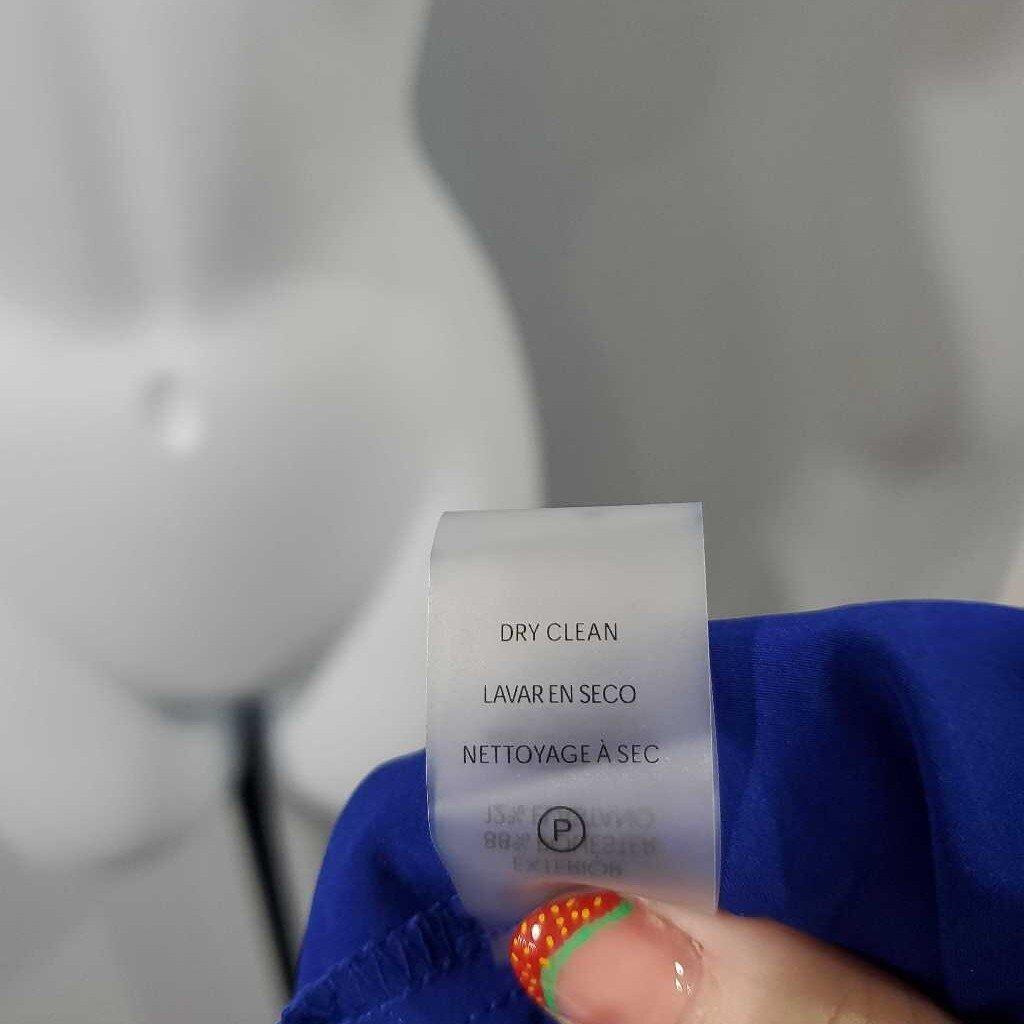 DRY CLEAN
LAVAR EN SECO
NETTOYAGE À SEC
P